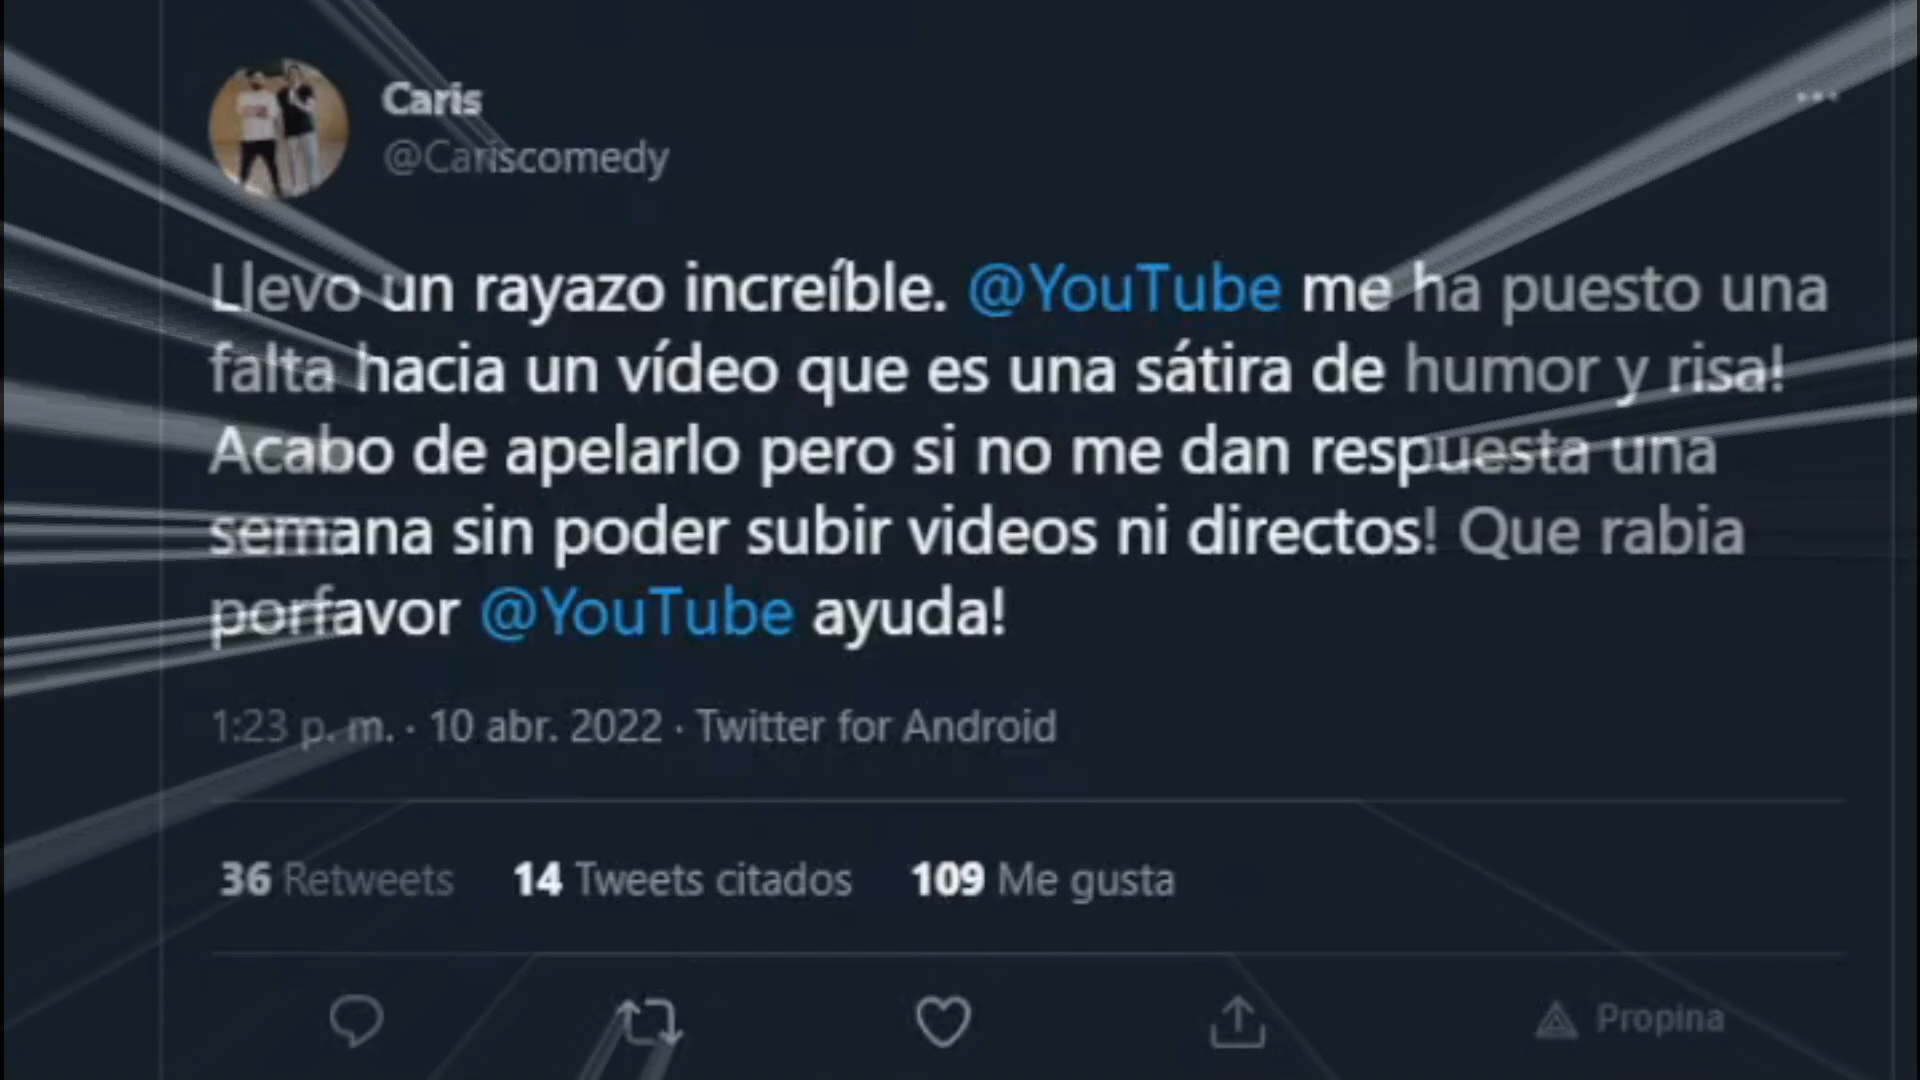 Caris
@Cariscomedy
Llevo un rayazo increíble. @YouTube me ha puesto una
falta hacia un vídeo que es una sátira de humor y risa!
Acabo de apelarlo pero si no me dan respuesta una
semana sin poder subir videos ni directos! Que rabia
porfavor @YouTube ayuda!
1:23 p. m. · 10 abr. 2022 · Twitter for Android
36 Retweets 14 Tweets citados 109 Me gusta
Propina